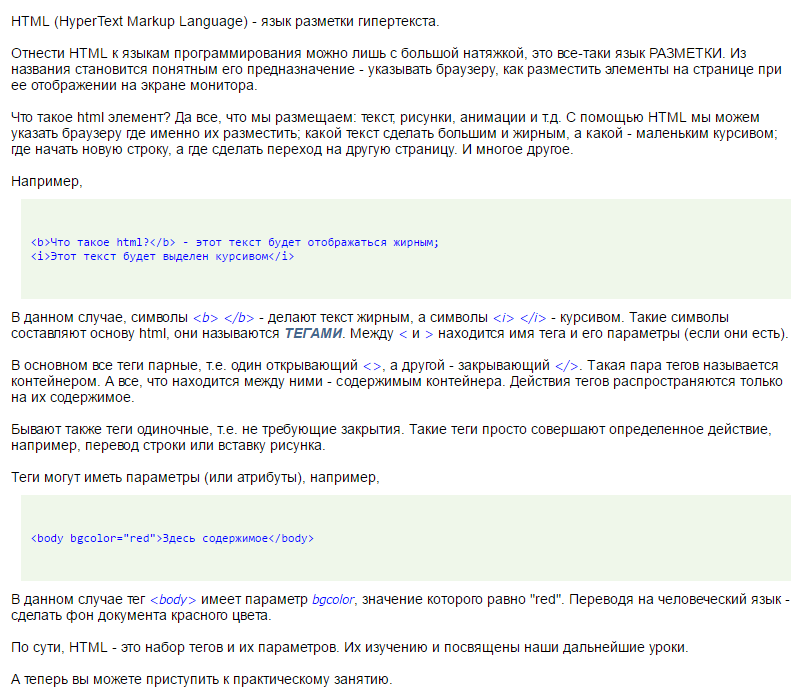 HTML (HyperText Markup Language) - язык разметки гипертекста.
Отнести HTML к языкам программирования можно лишь с большой натяжкой, это все-таки язык РАЗМЕТКИ. Из
названия становится понятным его предназначение - указывать браузеру, как разместить элементы на странице при
ее отображении на экране монитора.
Что такое html элемент? Да все, что мы размещаем: текст, рисунки, анимации и т.д. С помощью HTML мы можем
указать браузеру где именно их разместить; какой текст сделать большим и жирным, а какой - маленьким курсивом;
где начать новую строку, а где сделать переход на другую страницу. И многое другое.
Например,
<b>Что такое html?</b> - этот текст будет отображаться жирным;
<i>Этот текст будет выделен курсивом</i>
В данном случае, символы <b> </b> - делают текст жирным, а символы <i> </i> - курсивом. Такие символы
составляют основу html, они называются ТЕГАМИ. Между < и > находится имя тега и его параметры (если они есть).
В основном все теги парные, т.е. один открывающий <>, а другой - закрывающий </>. Такая пара тегов называется
контейнером. А все, что находится между ними - содержимым контейнера. Действия тегов распространяются только
на их содержимое.
Бывают также теги одиночные, т.е. не требующие закрытия. Такие теги просто совершают определенное действие,
например, перевод строки или вставку рисунка.
Теги могут иметь параметры (или атрибуты), например,
<body bgcolor="red">Здесь содержимое</body>
В данном случае тег <body> имеет параметр bgcolor, значение которого равно "red". Переводя на человеческий язык -
сделать фон документа красного цвета.
По сути, HTML - это набор тегов и их параметров. Их изучению и посвящены наши дальнейшие уроки.
А теперь вы можете приступить к практическому занятию.